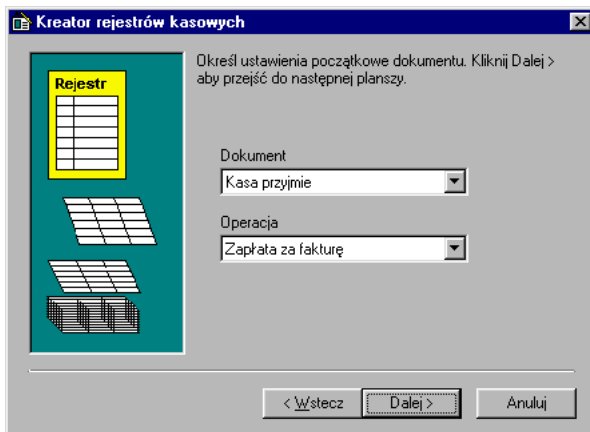 Kreator rejestrów kasowych
Określ ustawienia początkowe dokumentu. Kliknij Dalej >
aby przejść do następnej planszy.
Rejestr
Dokument
Kasa przyjmie
Operacja
Zapłata za fakturę
< Wstecz
Dalej >
Anuluj